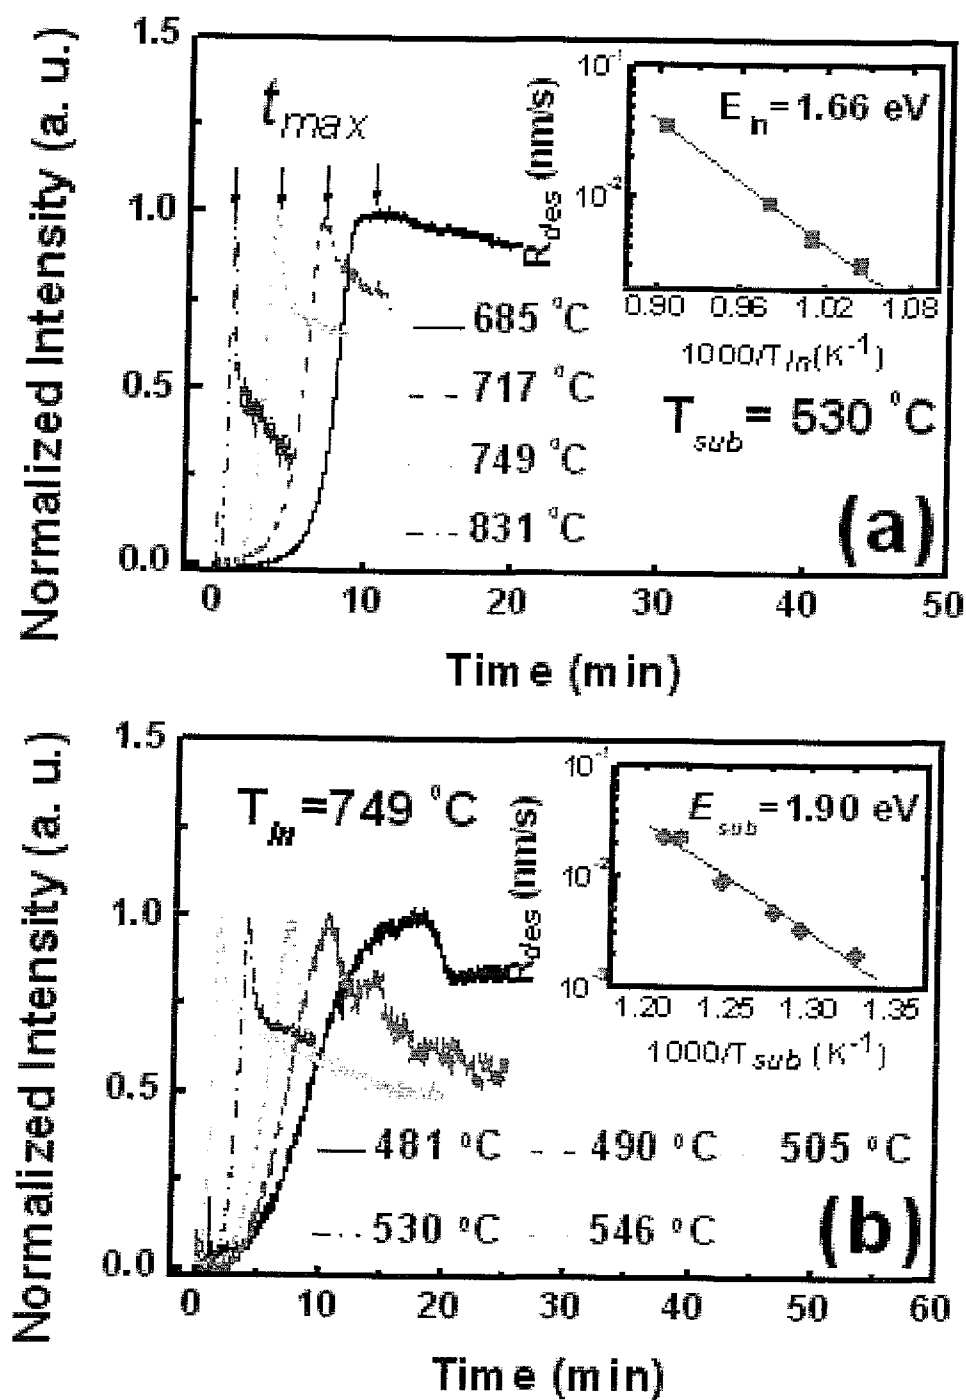 1.5
1.0
0.5
0.0
Normalized Intensity (a. u.)
t_max
685 °C
717 °C
749 °C
831 °C
10⁻¹
10⁻²
R_des (nm/s)
E_in=1.66 eV
0.90 0.96 1.02 1.08
1000/T_in(K⁻¹)
T_sub= 530 °C
(a)
0 10 20 30 40 50
Time (min)
1.5
1.0
0.5
0.0
Normalized Intensity (a. u.)
T_in=749 °C
10⁻¹
10⁻²
10⁻³
R_des (nm/s)
E_sub=1.90 eV
1.20 1.25 1.30 1.35
1000/T_sub (K⁻¹)
481 °C 490 °C 505 °C
530 °C 546 °C
(b)
0 10 20 30 40 50 60
Time (min)